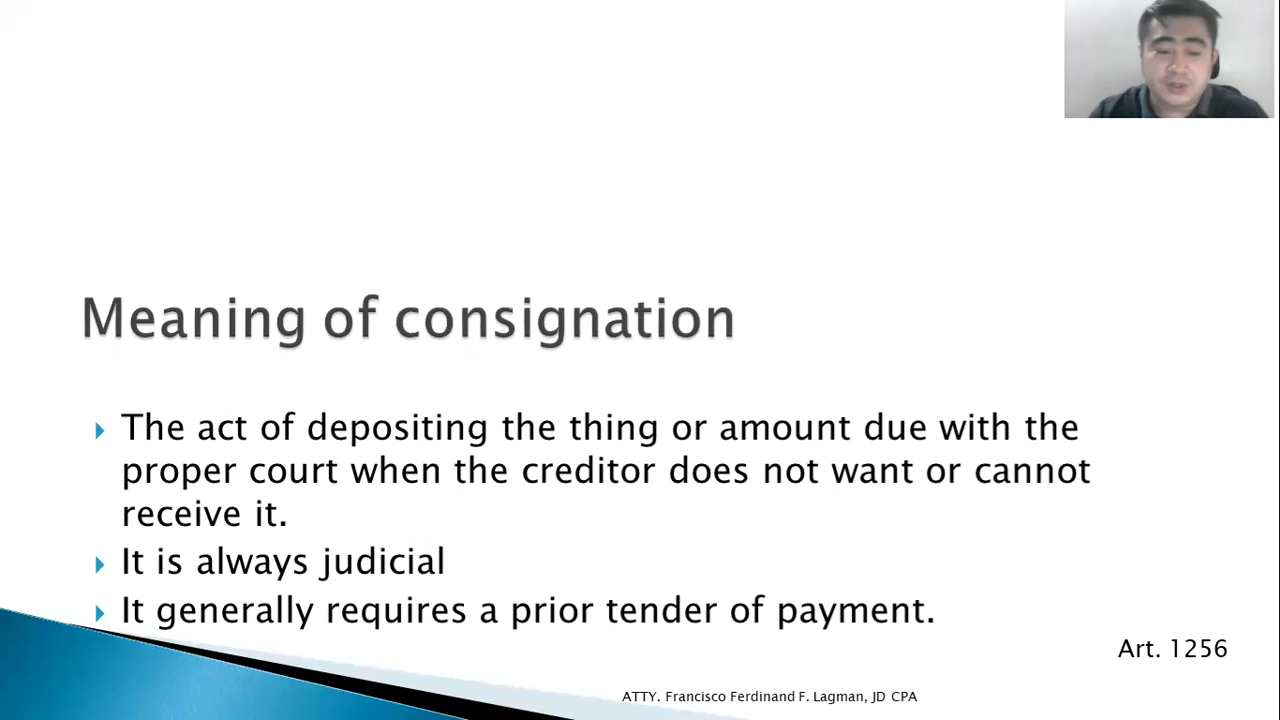 Meaning of consignation
The act of depositing the thing or amount due with the
proper court when the creditor does not want or cannot
receive it.
It is always judicial
It generally requires a prior tender of payment.
Art. 1256
ATTY. Francisco Ferdinand F. Lagman, JD CPA